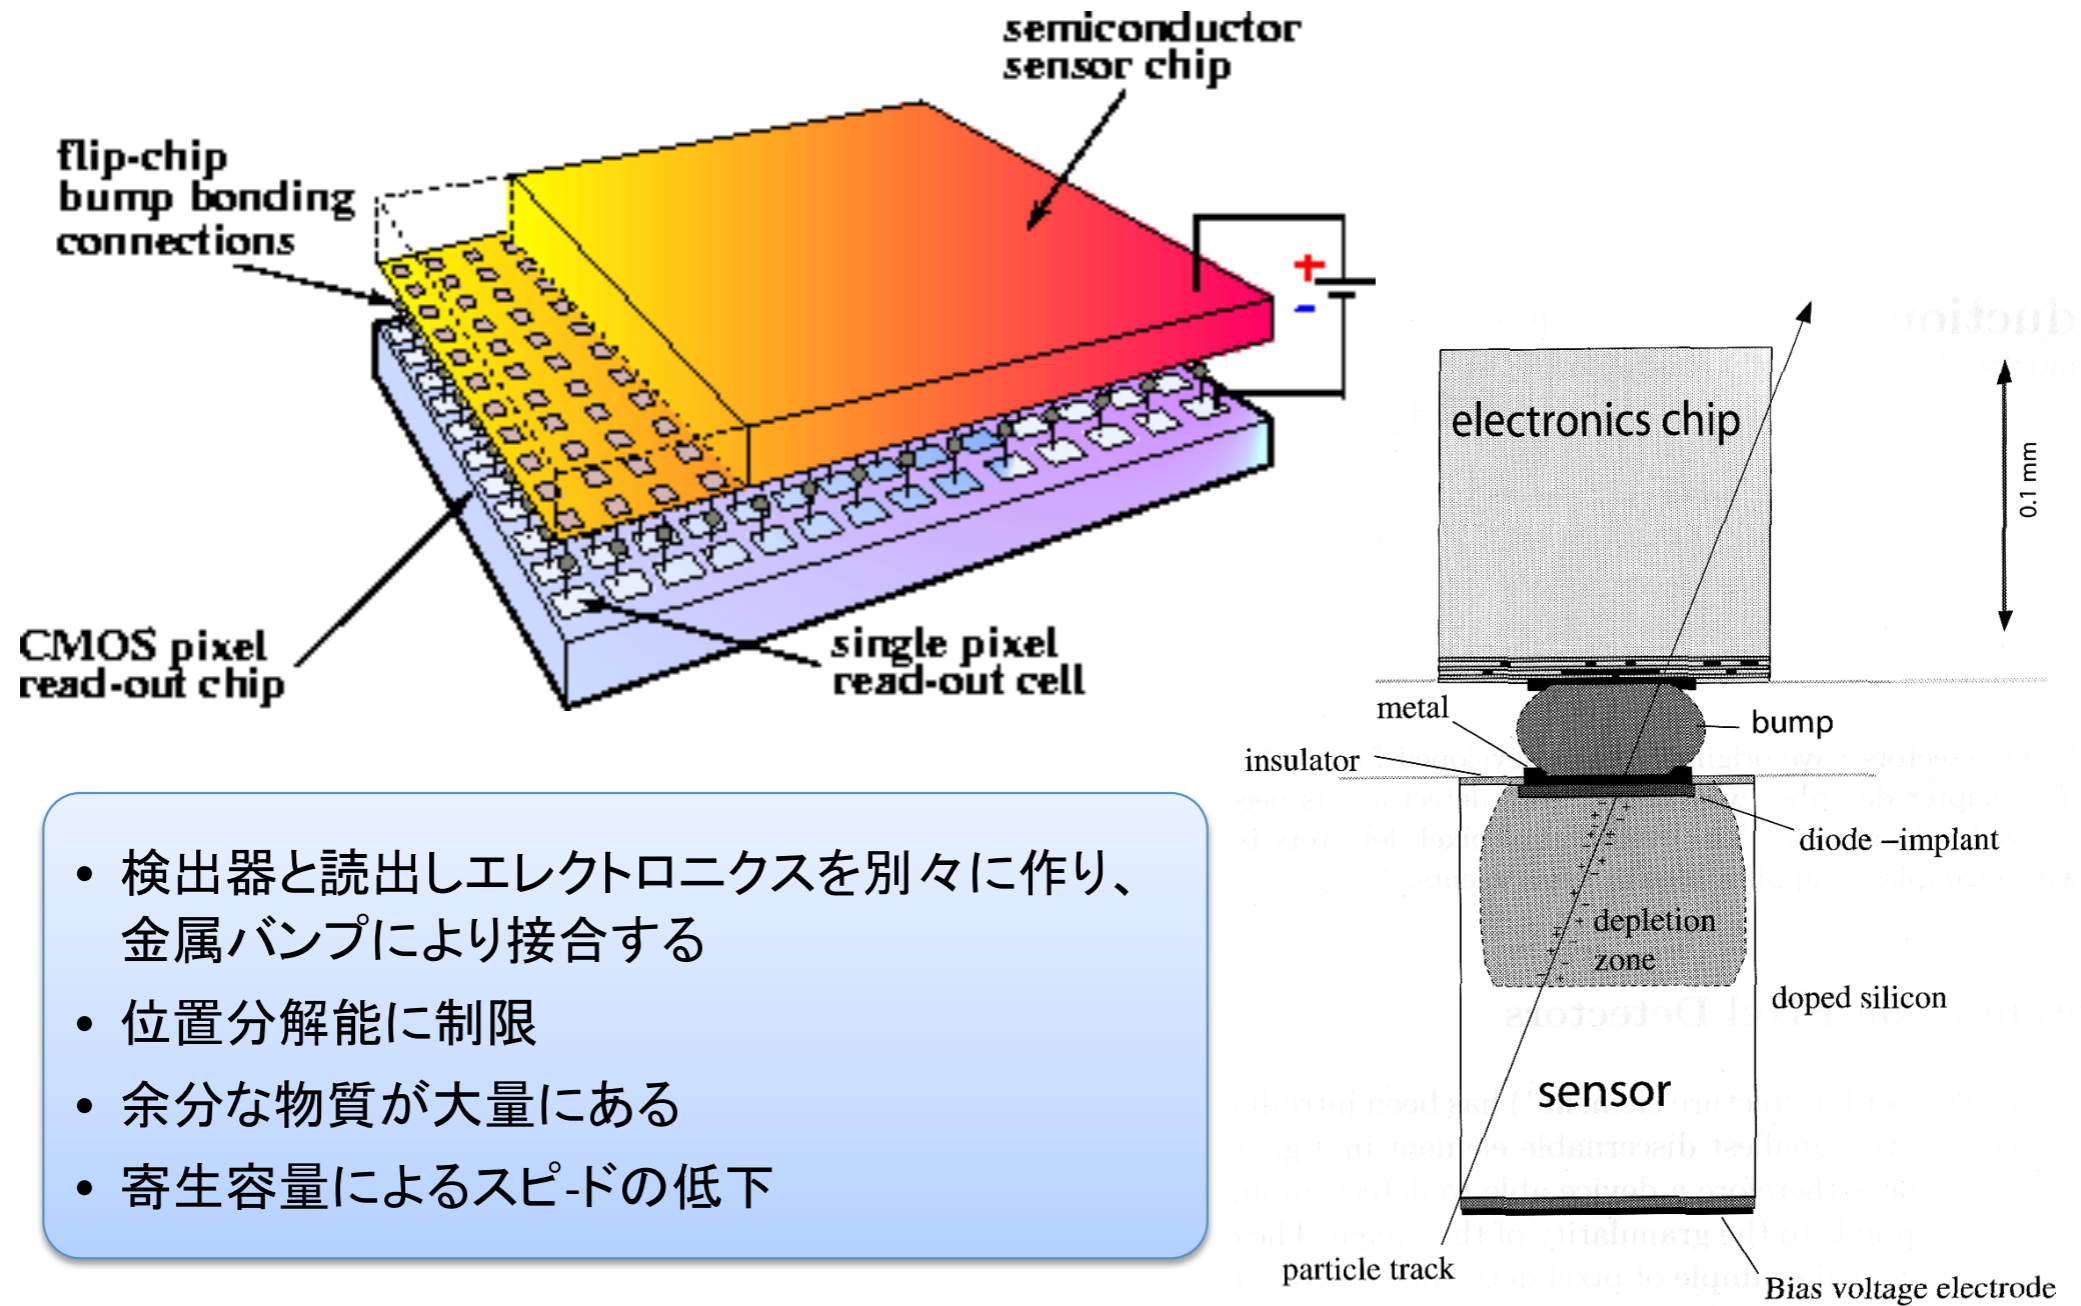 semiconductor
sensor chip
flip-chip
bump bonding
connections
+
-
CMOS pixel
read-out chip
single pixel
read-out cell
electronics chip
0.1 mm
metal
bump
insulator
diode –implant
depletion
zone
doped silicon
sensor
particle track
Bias voltage electrode
• 検出器と読出しエレクトロニクスを別々に作り、
金属バンプにより接合する
• 位置分解能に制限
• 余分な物質が大量にある
• 寄生容量によるスピ-ドの低下